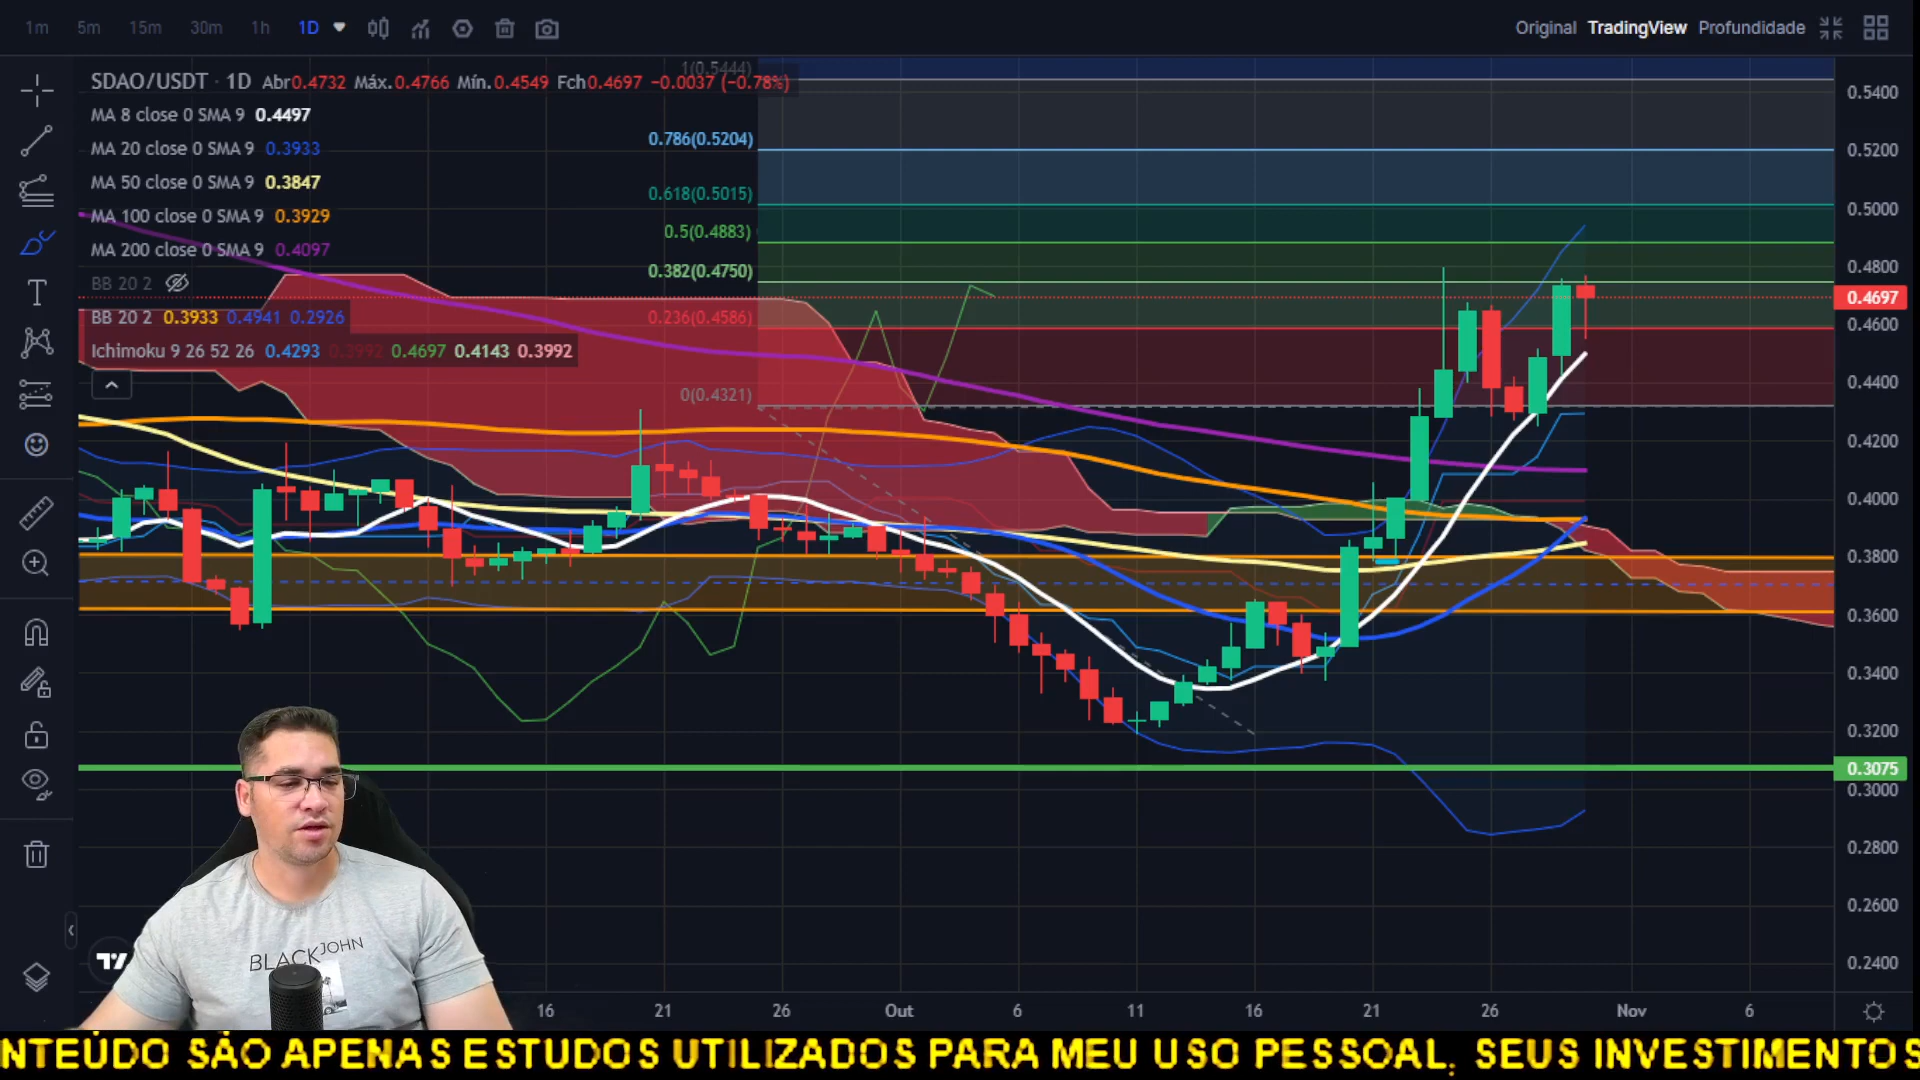 1m 5m 15m 30m 1h 1D Original TradingView Profundidade
SDAO/USDT · 1D Abr0.4732 Máx.0.4766 Mín.0.4549 Fch0.4697 −0.0037 (−0.78%)
1(0.5444)
MA 8 close 0 SMA 9 0.4497
MA 20 close 0 SMA 9 0.3933
MA 50 close 0 SMA 9 0.3847
MA 100 close 0 SMA 9 0.3929
MA 200 close 0 SMA 9 0.4097
BB 20 2
BB 20 2 0.3933 0.4941 0.2926
Ichimoku 9 26 52 26 0.4293 0.3992 0.4697 0.4143 0.3992
0.786(0.5204)
0.618(0.5015)
0.5(0.4883)
0.382(0.4750)
0.236(0.4586)
0(0.4321)
0.5400
0.5200
0.5000
0.4800
0.4697
0.4600
0.4400
0.4200
0.4000
0.3800
0.3600
0.3400
0.3200
0.3075
0.3000
0.2800
0.2600
0.2400
BLACKJOHN
16 21 26 Out 6 11 16 21 26 Nov 6
NTEÚDO SÃO APENAS ESTUDOS UTILIZADOS PARA MEU USO PESSOAL, SEUS INVESTIMENTOS